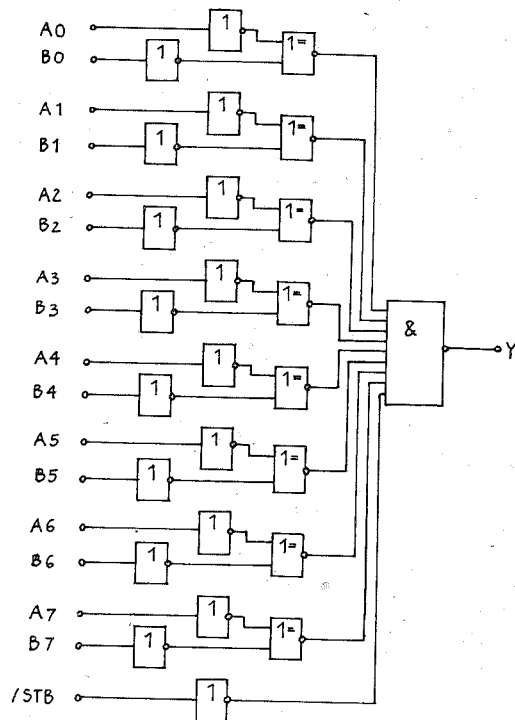 A0 1 1=
B0 1
A1 1 1=
B1 1
A2 1 1=
B2 1
A3 1 1=
B3 1
&
Y
A4 1 1=
B4 1
A5 1 1=
B5 1
A6 1 1=
B6 1
A7 1 1=
B7 1
/STB 1